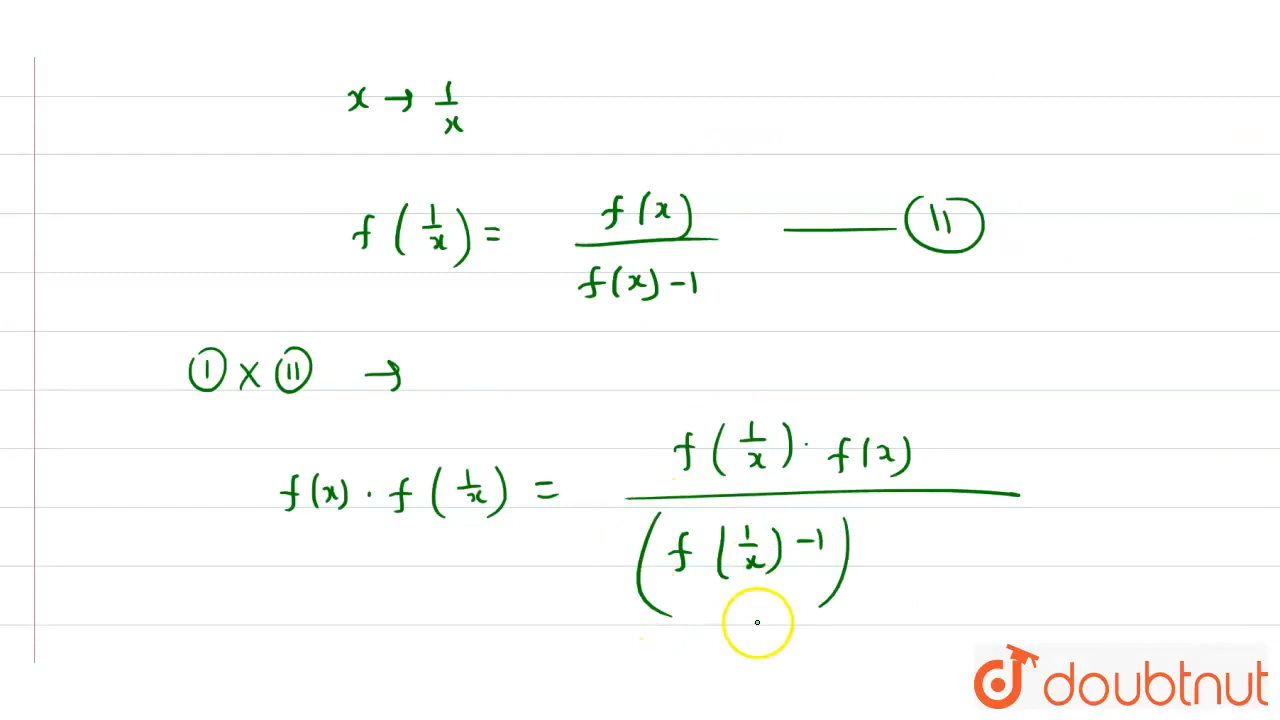 x → 1/x
f(1/x) = f(x)/(f(x)-1) —— (II)
(I) × (II) →
f(x) · f(1/x) = f(1/x) · f(x)/(f(1/x) -1)
doubtnut